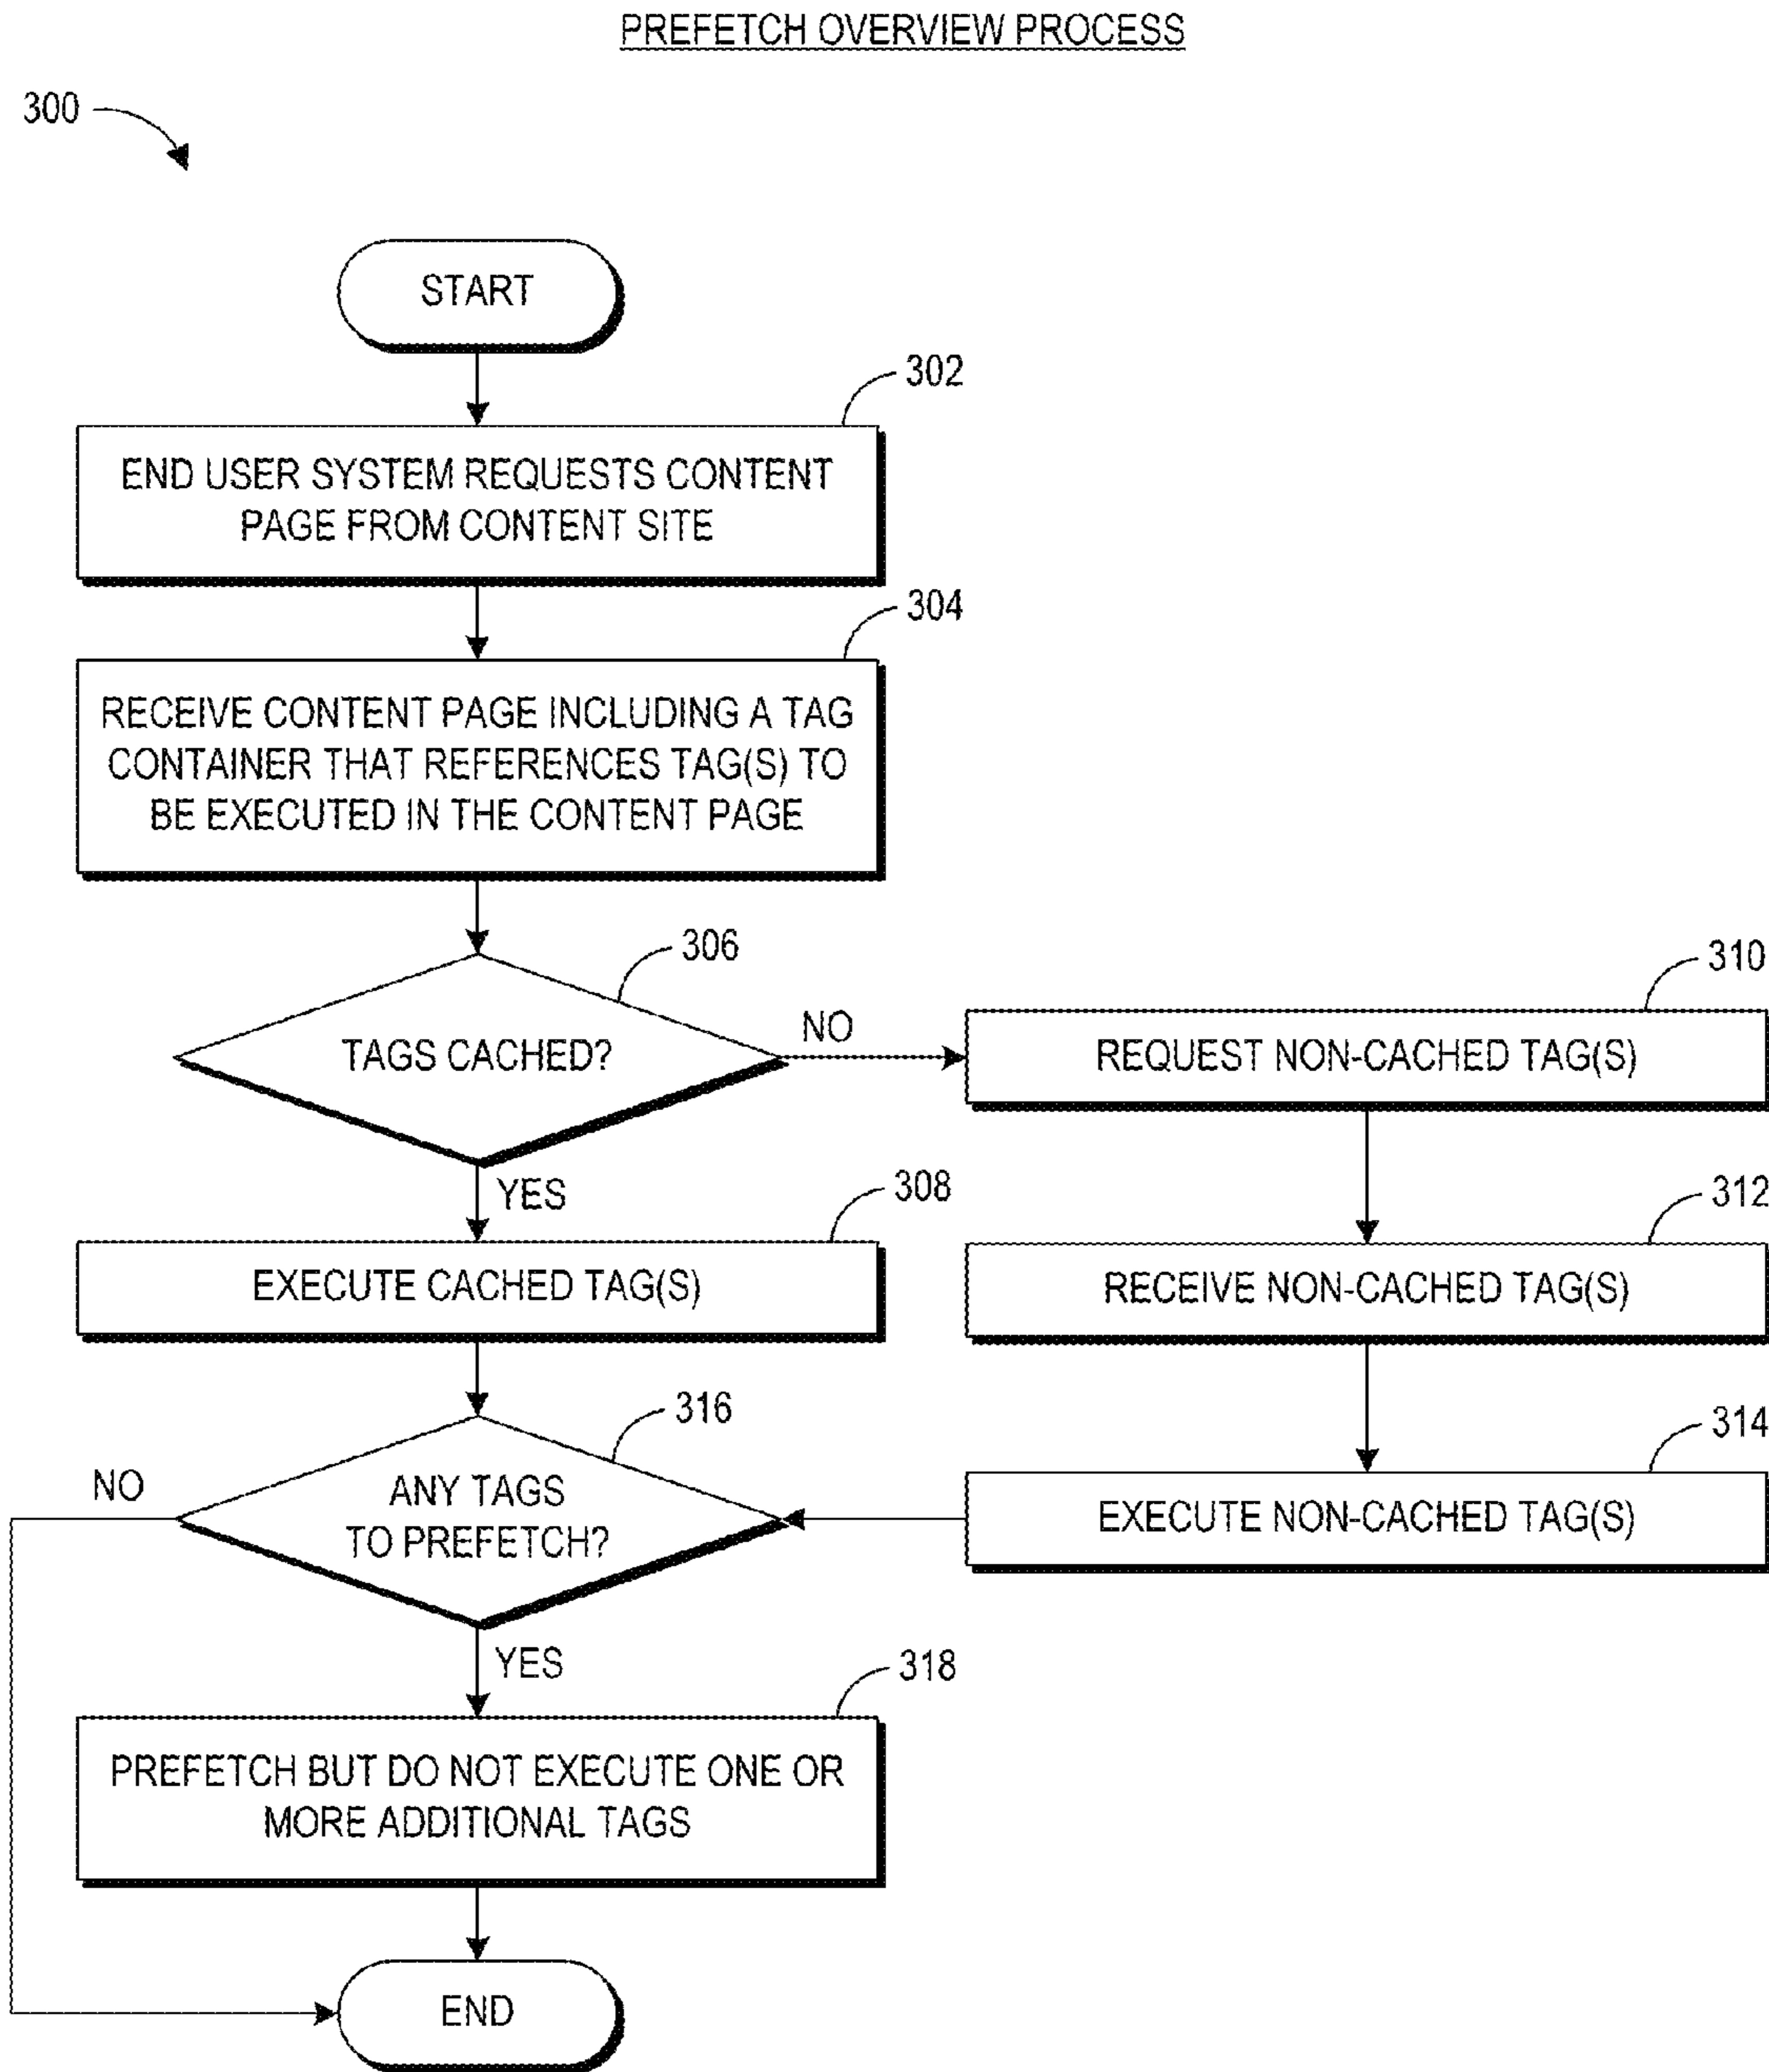 PREFETCH OVERVIEW PROCESS
300
START
302
END USER SYSTEM REQUESTS CONTENT
PAGE FROM CONTENT SITE
304
RECEIVE CONTENT PAGE INCLUDING A TAG
CONTAINER THAT REFERENCES TAG(S) TO
BE EXECUTED IN THE CONTENT PAGE
306
TAGS CACHED?
NO
310
REQUEST NON-CACHED TAG(S)
YES
308
EXECUTE CACHED TAG(S)
312
RECEIVE NON-CACHED TAG(S)
314
EXECUTE NON-CACHED TAG(S)
316
ANY TAGS
TO PREFETCH?
NO
YES
318
PREFETCH BUT DO NOT EXECUTE ONE OR
MORE ADDITIONAL TAGS
END